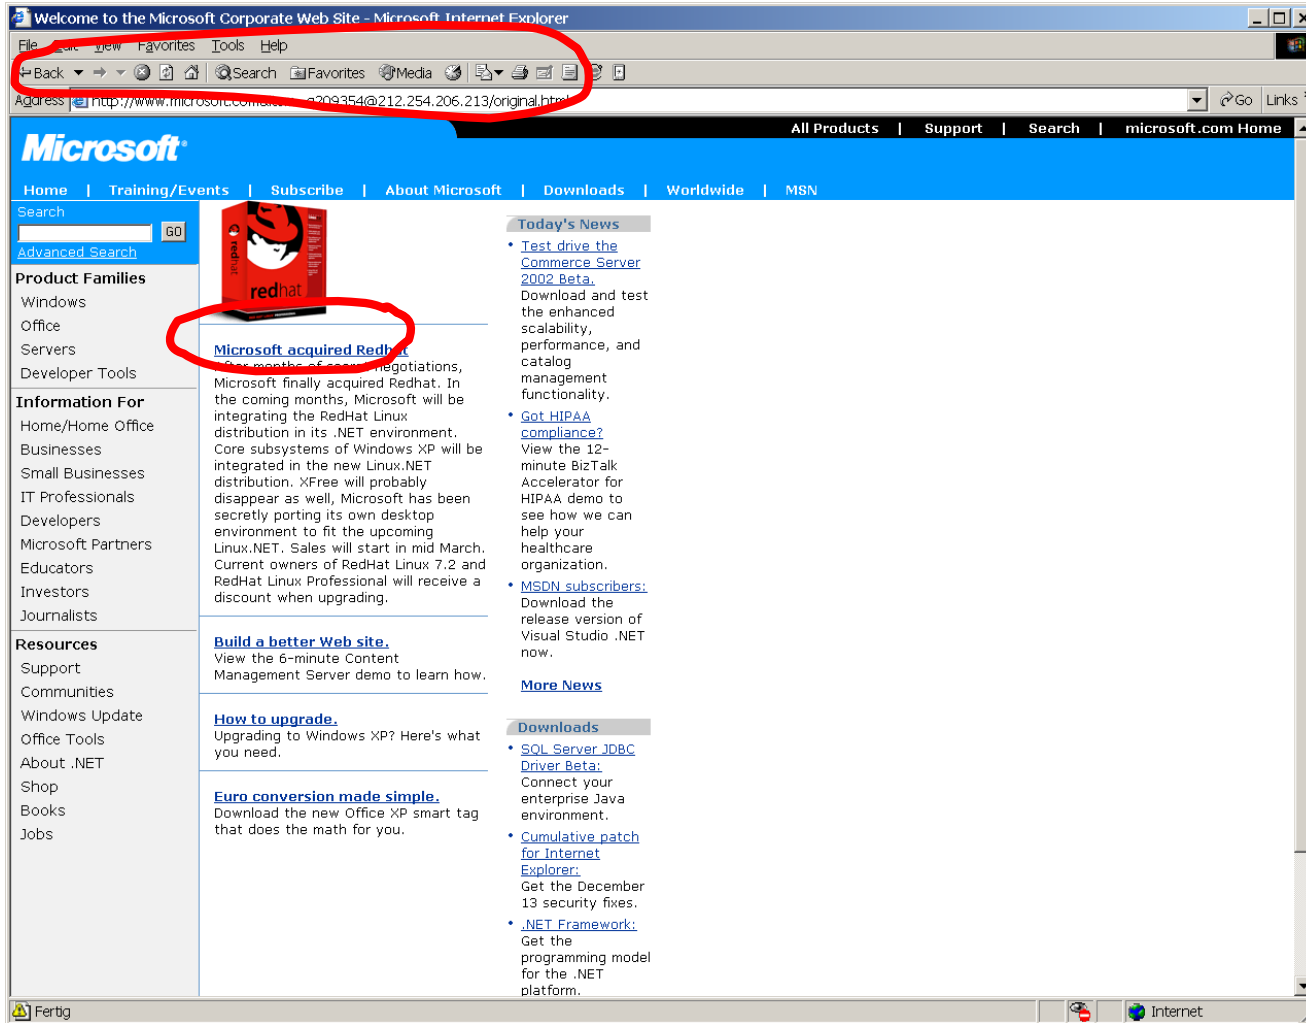 Welcome to the Microsoft Corporate Web Site - Microsoft Internet Explorer
File Edit View Favorites Tools Help
Back Search Favorites Media
Address http://www.micr @212.254.206.213/original.html Go Links
All Products | Support | Search | microsoft.com Home
Microsoft
Home | Training/Events | Subscribe | About Microsoft | Downloads | Worldwide | MSN
Search
GO
Advanced Search
Product Families
Windows
Office
Servers
Developer Tools
Information For
Home/Home Office
Businesses
Small Businesses
IT Professionals
Developers
Microsoft Partners
Educators
Investors
Journalists
Resources
Support
Communities
Windows Update
Office Tools
About .NET
Shop
Books
Jobs
redhat
redhat
Microsoft acquired Redhat
After months of secret negotiations,
Microsoft finally acquired Redhat. In
the coming months, Microsoft will be
integrating the RedHat Linux
distribution in its .NET environment.
Core subsystems of Windows XP will be
integrated in the new Linux.NET
distribution. XFree will probably
disappear as well, Microsoft has been
secretly porting its own desktop
environment to fit the upcoming
Linux.NET. Sales will start in mid March.
Current owners of RedHat Linux 7.2 and
RedHat Linux Professional will receive a
discount when upgrading.
Build a better Web site.
View the 6-minute Content
Management Server demo to learn how.
How to upgrade.
Upgrading to Windows XP? Here's what
you need.
Euro conversion made simple.
Download the new Office XP smart tag
that does the math for you.
Today's News
• Test drive the
Commerce Server
2002 Beta.
Download and test
the enhanced
scalability,
performance, and
catalog
management
functionality.
• Got HIPAA
compliance?
View the 12-
minute BizTalk
Accelerator for
HIPAA demo to
see how we can
help your
healthcare
organization.
• MSDN subscribers:
Download the
release version of
Visual Studio .NET
now.
More News
Downloads
• SQL Server JDBC
Driver Beta:
Connect your
enterprise Java
environment.
• Cumulative patch
for Internet
Explorer:
Get the December
13 security fixes.
• .NET Framework:
Get the
programming model
for the .NET
platform.
Fertig
Internet